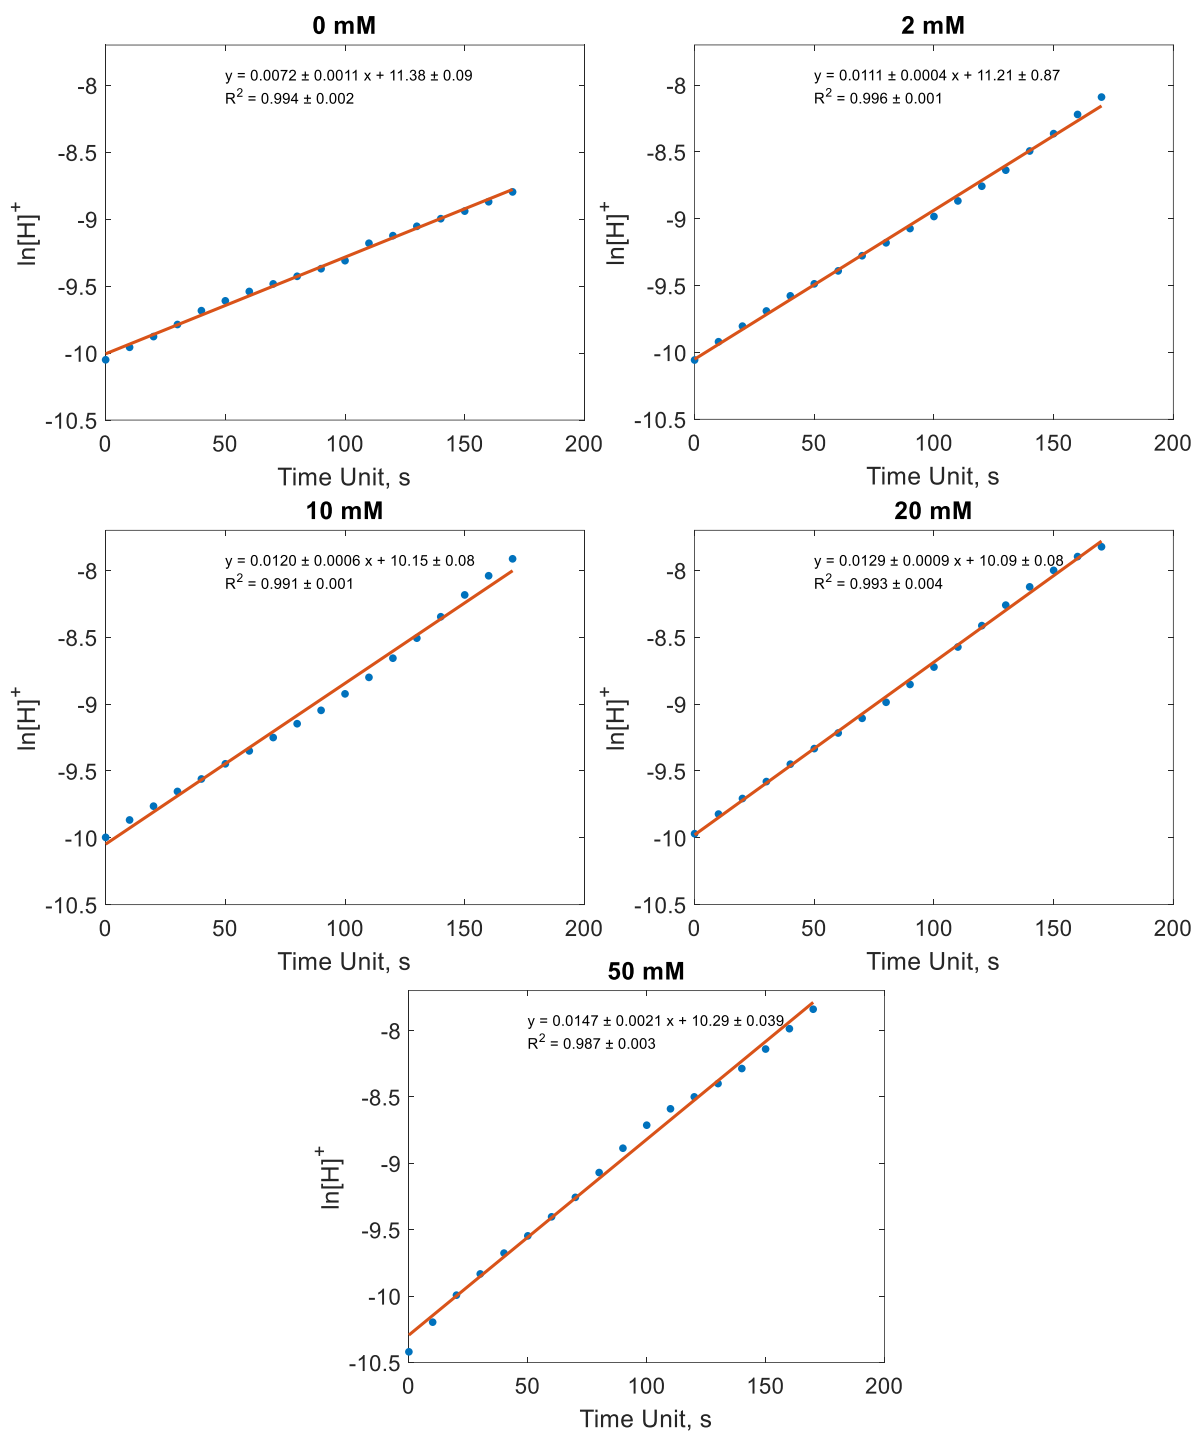 0 mM
y = 0.0072 ± 0.0011 x + 11.38 ± 0.09
R² = 0.994 ± 0.002
-8
-8.5
-9
-9.5
-10
-10.5
ln[H]⁺
0 50 100 150 200
Time Unit, s
2 mM
y = 0.0111 ± 0.0004 x + 11.21 ± 0.87
R² = 0.996 ± 0.001
-8
-8.5
-9
-9.5
-10
-10.5
ln[H]⁺
0 50 100 150 200
Time Unit, s
10 mM
y = 0.0120 ± 0.0006 x + 10.15 ± 0.08
R² = 0.991 ± 0.001
-8
-8.5
-9
-9.5
-10
-10.5
ln[H]⁺
0 50 100 150 200
Time Unit, s
20 mM
y = 0.0129 ± 0.0009 x + 10.09 ± 0.08
R² = 0.993 ± 0.004
-8
-8.5
-9
-9.5
-10
-10.5
ln[H]⁺
0 50 100 150 200
Time Unit, s
50 mM
y = 0.0147 ± 0.0021 x + 10.29 ± 0.039
R² = 0.987 ± 0.003
-8
-8.5
-9
-9.5
-10
-10.5
ln[H]⁺
0 50 100 150 200
Time Unit, s